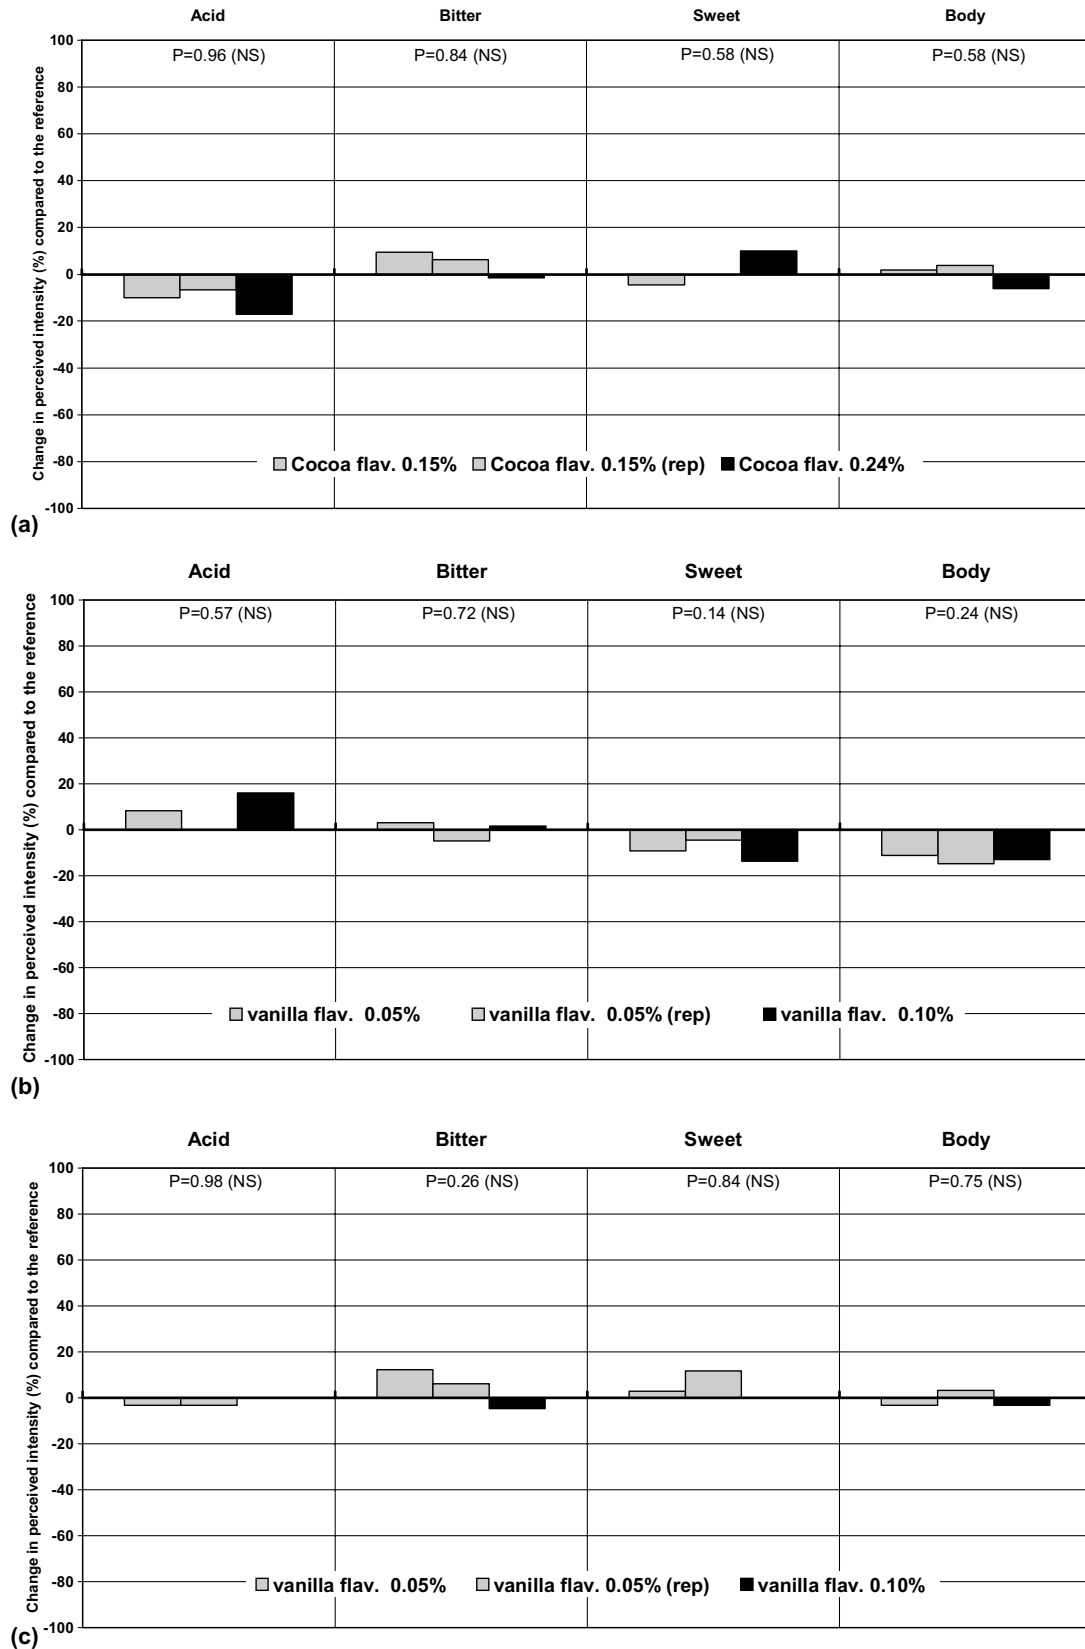 Acid Bitter Sweet Body
P=0.96 (NS) P=0.84 (NS) P=0.58 (NS) P=0.58 (NS)
Change in perceived intensity (%) compared to the reference
100
80
60
40
20
0
-20
-40
-60
-80
-100
Cocoa flav. 0.15% Cocoa flav. 0.15% (rep) Cocoa flav. 0.24%
(a)
Acid Bitter Sweet Body
P=0.57 (NS) P=0.72 (NS) P=0.14 (NS) P=0.24 (NS)
Change in perceived intensity (%) compared to the reference
100
80
60
40
20
0
-20
-40
-60
-80
-100
vanilla flav. 0.05% vanilla flav. 0.05% (rep) vanilla flav. 0.10%
(b)
Acid Bitter Sweet Body
P=0.98 (NS) P=0.26 (NS) P=0.84 (NS) P=0.75 (NS)
Change in perceived intensity (%) compared to the reference
100
80
60
40
20
0
-20
-40
-60
-80
-100
vanilla flav. 0.05% vanilla flav. 0.05% (rep) vanilla flav. 0.10%
(c)